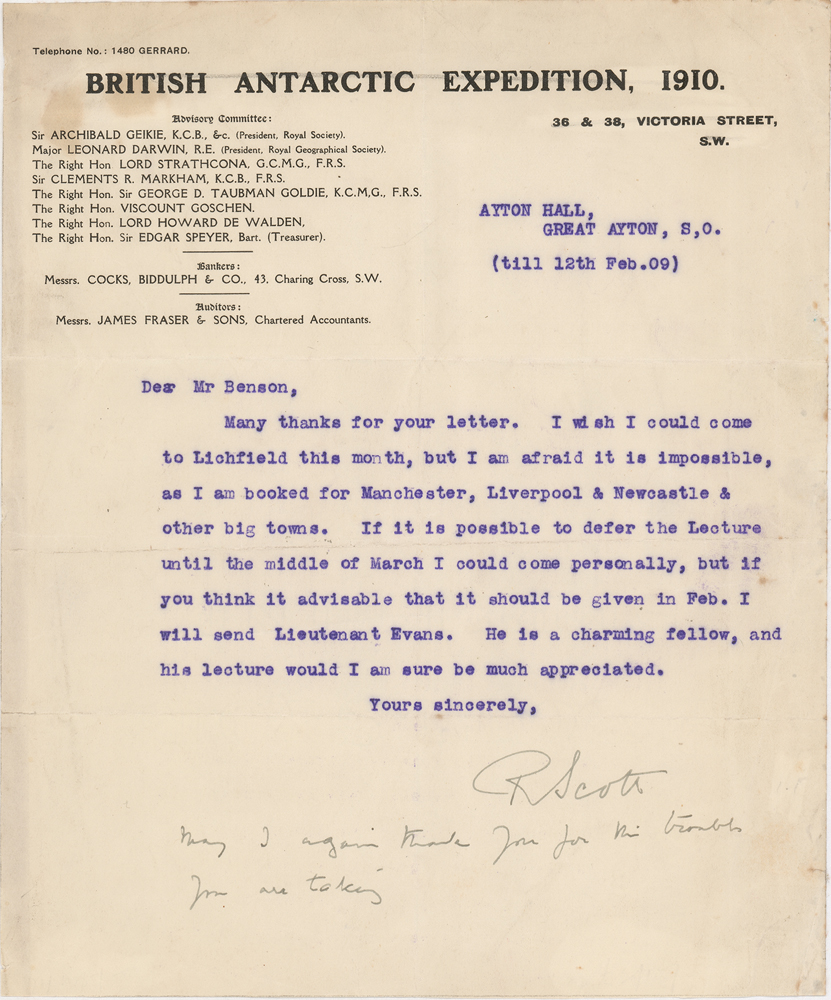 Telephone No.: 1480 GERRARD.
BRITISH ANTARCTIC EXPEDITION, 1910.
Advisory Committee:
Sir ARCHIBALD GEIKIE, K.C.B., &c. (President, Royal Society).
Major LEONARD DARWIN, R.E. (President, Royal Geographical Society).
The Right Hon LORD STRATHCONA, G.C.M.G., F.R.S.
Sir CLEMENTS R. MARKHAM, K.C.B., F.R.S.
The Right Hon. Sir GEORGE D. TAUBMAN GOLDIE, K.C.M,G., F.R.S.
The Right Hon. VISCOUNT GOSCHEN.
The Right Hon. LORD HOWARD DE WALDEN,
The Right Hon. Sir EDGAR SPEYER, Bart. (Treasurer).
Bankers:
Messrs. COCKS, BIDDULPH & CO., 43, Charing Cross, S.W.
Auditors:
Messrs. JAMES FRASER & SONS, Chartered Accountants.
36 & 38, VICTORIA STREET,
S.W.
AYTON HALL,
GREAT AYTON, S,O.
(till 12th Feb.09)
Dear Mr Benson,
Many thanks for your letter. I wish I could come
to Lichfield this month, but I am afraid it is impossible,
as I am booked for Manchester, Liverpool & Newcastle &
other big towns. If it is possible to defer the Lecture
until the middle of March I could come personally, but if
you think it advisable that it should be given in Feb. I
will send Lieutenant Evans. He is a charming fellow, and
his lecture would I am sure be much appreciated.
Yours sincerely,
R Scott
May I again thank you for the trouble
you are taking